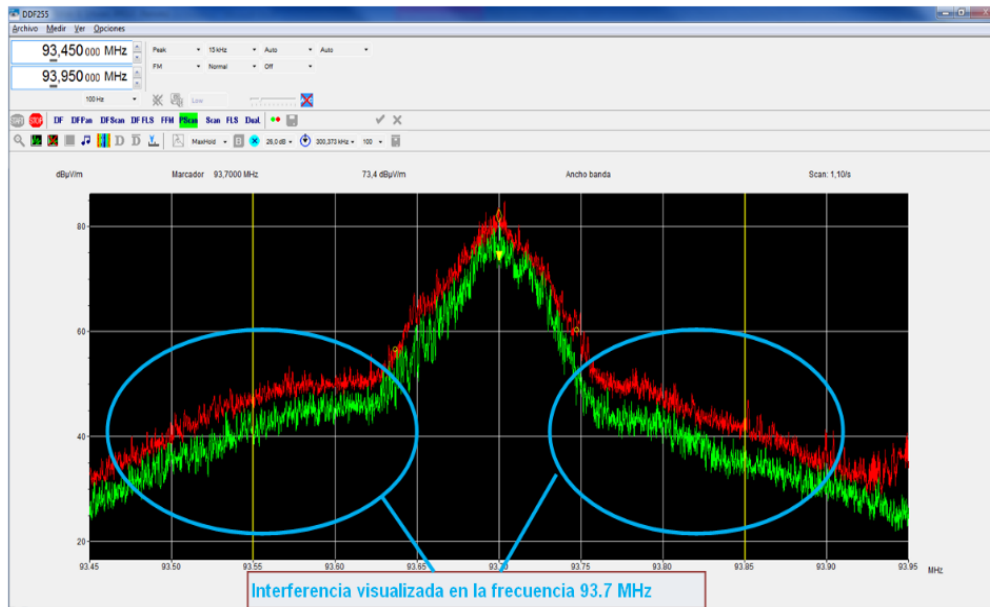 DDF255
Archivo Medir Ver Opciones
93,450 000 MHz
Peak 15 kHz Auto Auto
FM Normal Off
93,950 000 MHz
100 Hz Low
STOP DF DFPan DFScan DF FLS FFM PScan Scan FLS Dual
D D MaxHold 26,0 dB 300,373 kHz 100
dBµV/m Marcador 93,7000 MHz 73,4 dBµV/m Ancho banda Scan: 1,10/s
80
60
40
20
93.45 93.50 93.55 93.60 93.65 93.70 93.75 93.80 93.85 93.90 93.95 MHz
Interferencia visualizada en la frecuencia 93.7 MHz